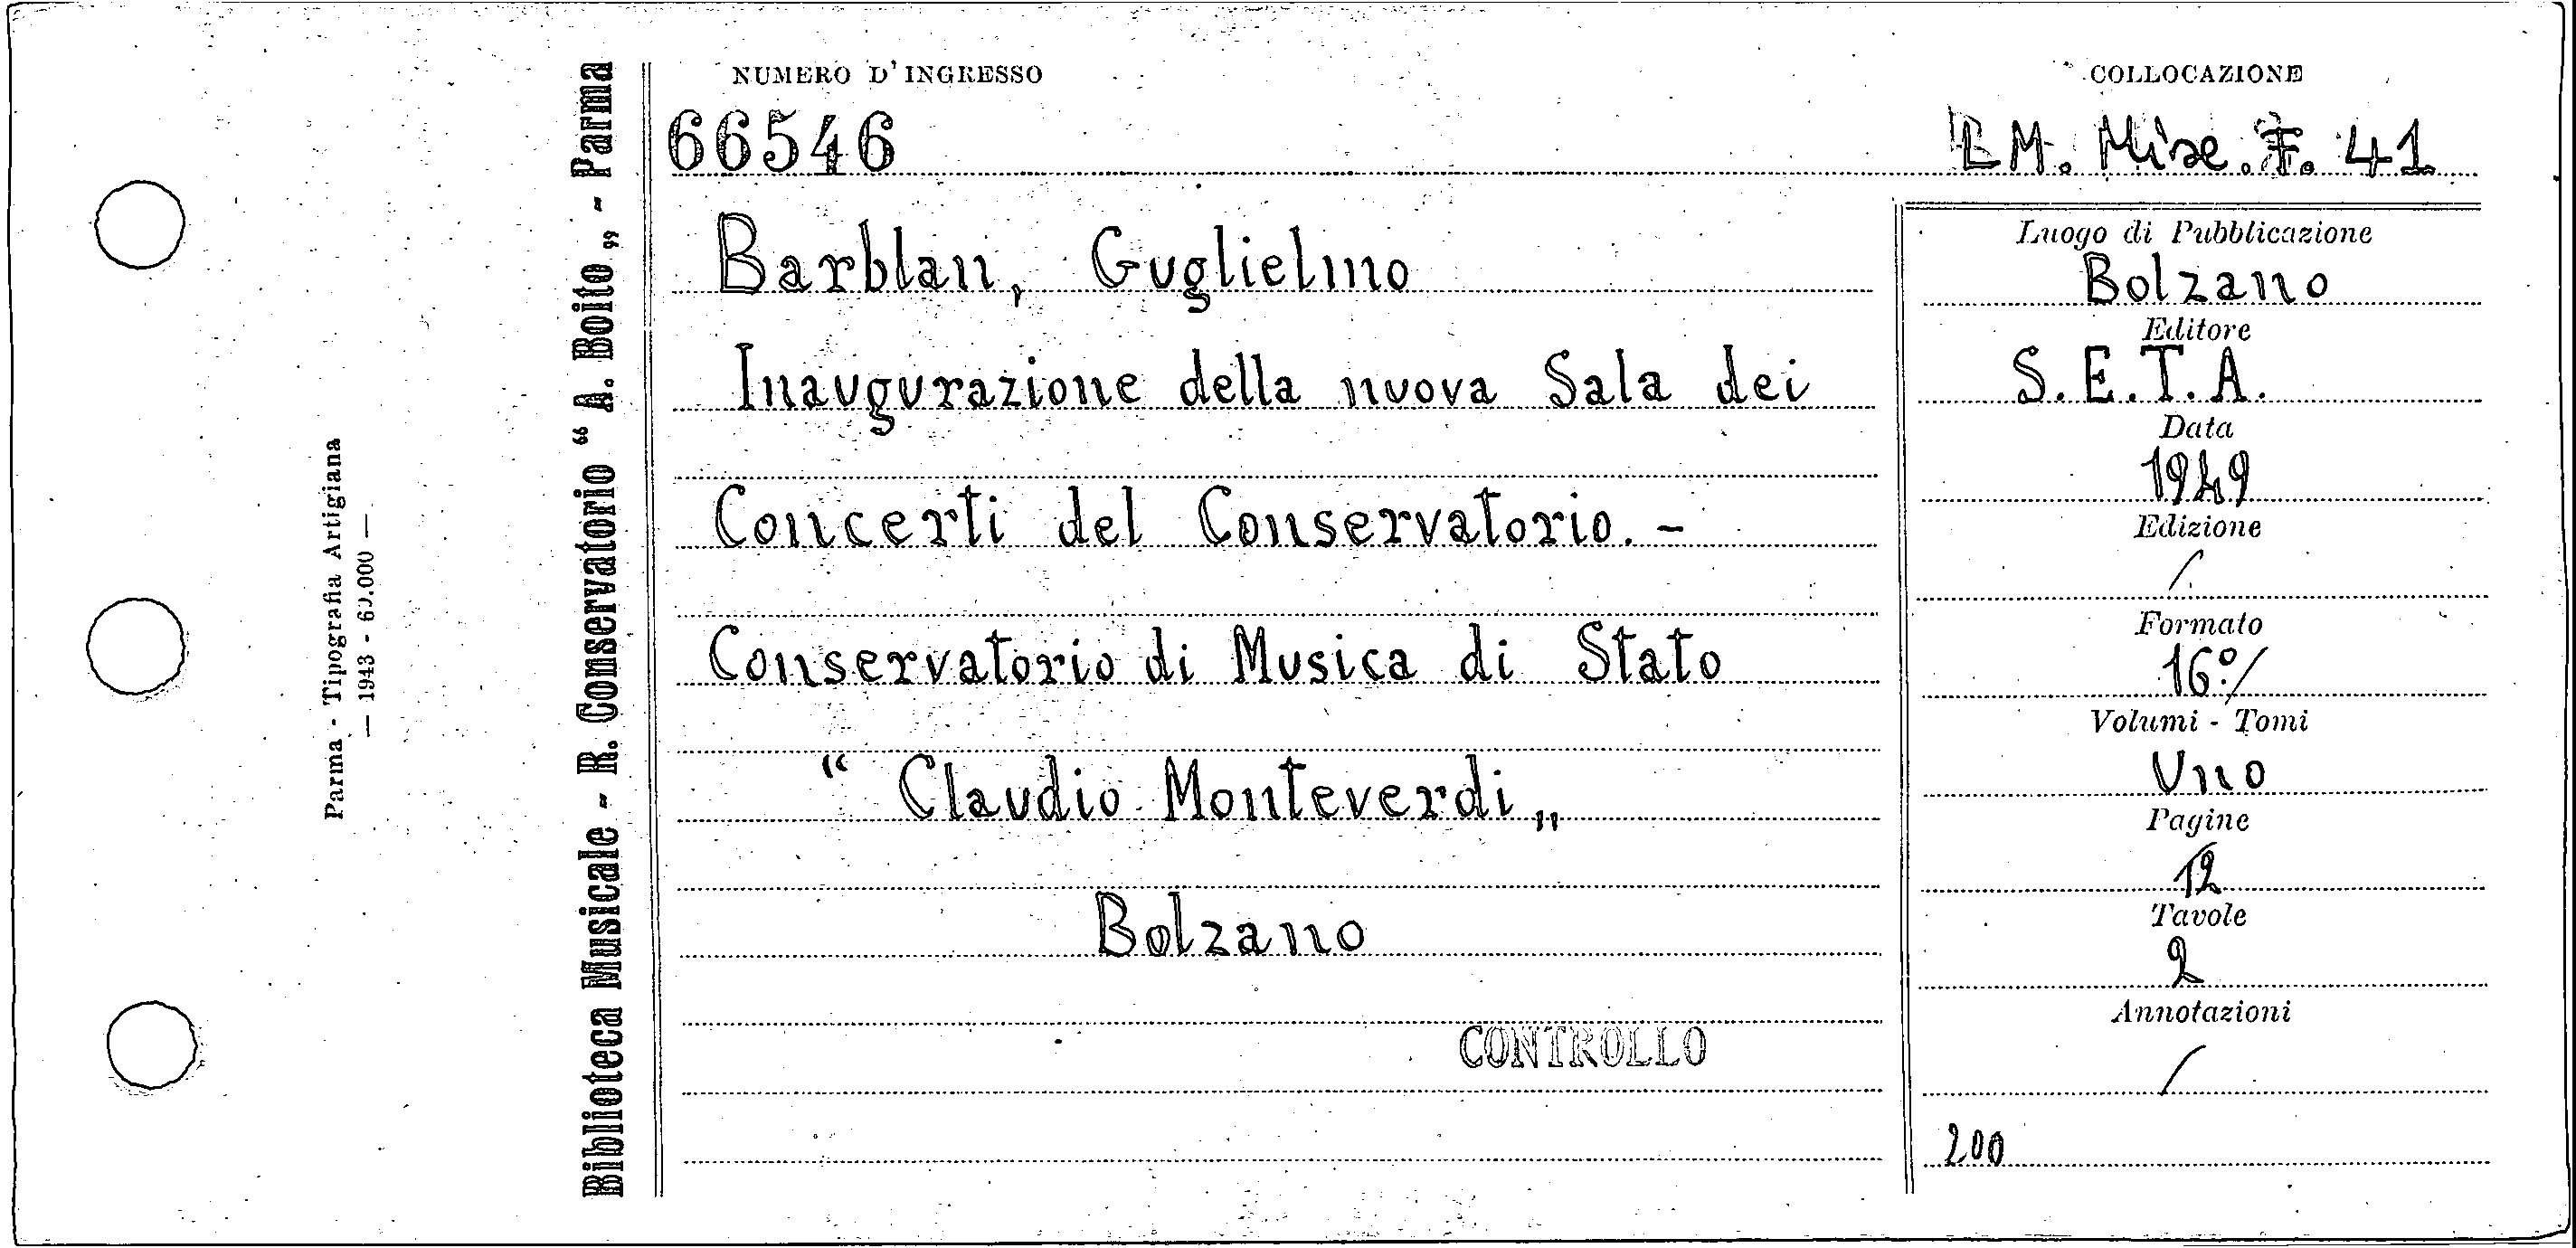 Parma - Tipografia Artigiana
— 1943 - 60.000 —
Biblioteca Musicale - R. Conservatorio “ A. Boito „ - Parma
NUMERO D'INGRESSO
66546
Barblan, Guglielmo
Inaugurazione della nuova Sala dei
Concerti del Conservatorio. -
Conservatorio di Musica di Stato
“ Claudio Monteverdi „
Bolzano
CONTROLLO
COLLOCAZIONE
LM. Misc. F. 41
Luogo di Pubblicazione
Bolzano
Editore
S.E.T.A.
Data
1949
Edizione
/
Formato
16°/
Volumi - Tomi
Uno
Pagine
12
Tavole
2
Annotazioni
/
200